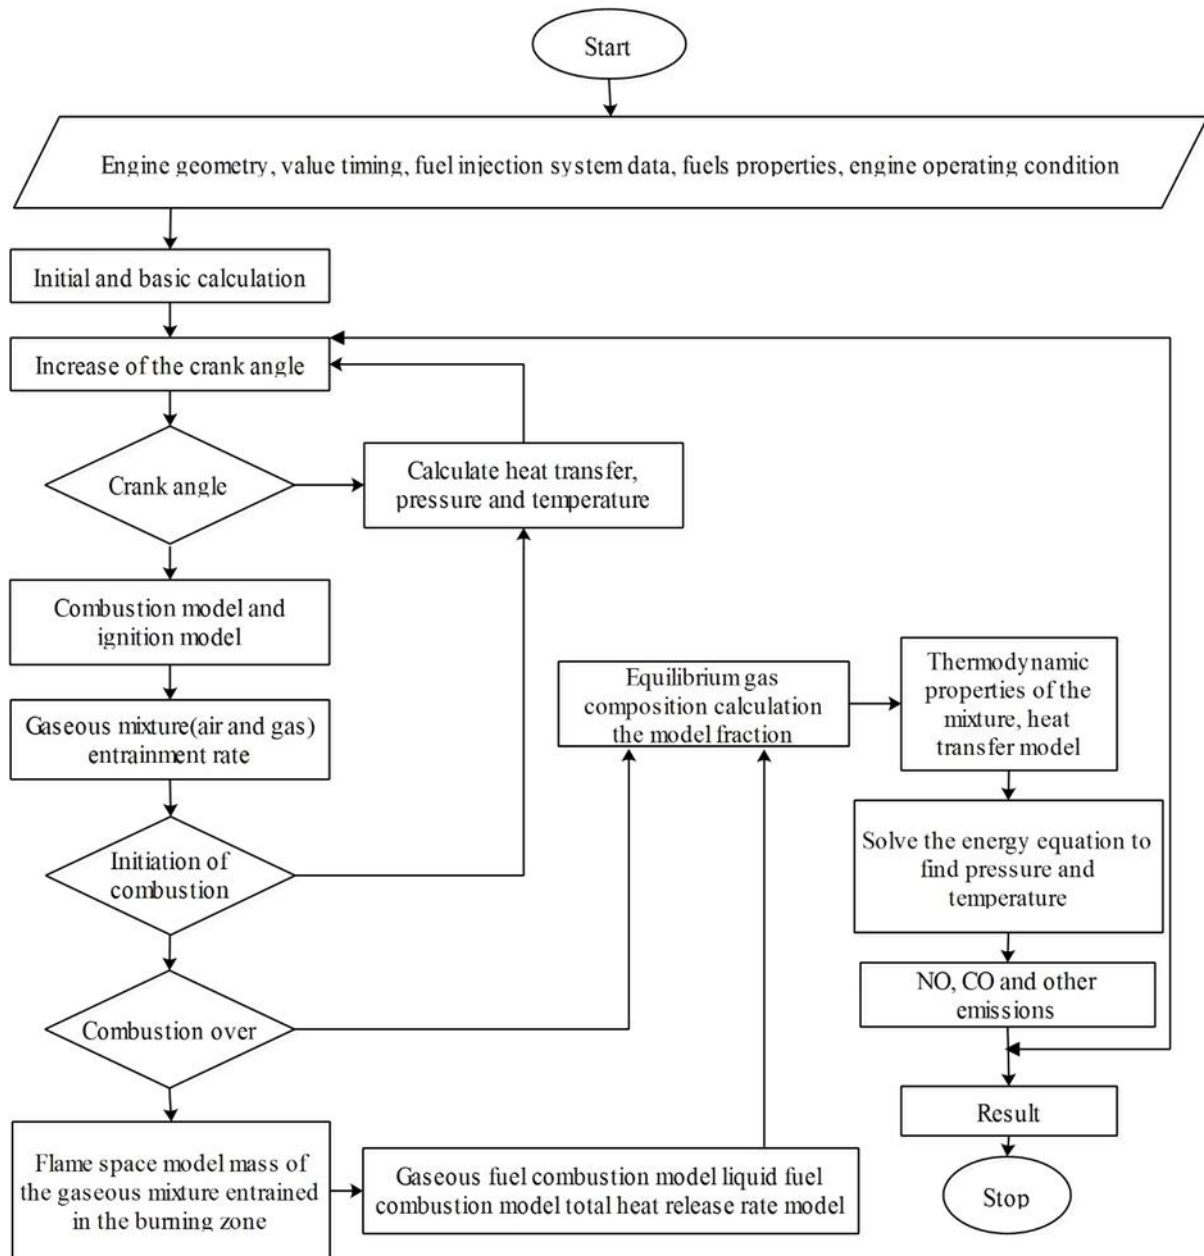 Start
Engine geometry, value timing, fuel injection system data, fuels properties, engine operating condition
Initial and basic calculation
Increase of the crank angle
Crank angle
Calculate heat transfer,
pressure and temperature
Combustion model and
ignition model
Gaseous mixture(air and gas)
entrainment rate
Initiation of
combustion
Combustion over
Flame space model mass of
the gaseous mixture entrained
in the burning zone
Gaseous fuel combustion model liquid fuel
combustion model total heat release rate model
Equilibrium gas
composition calculation
the model fraction
Thermodynamic
properties of the
mixture, heat
transfer model
Solve the energy equation to
find pressure and
temperature
NO, CO and other
emissions
Result
Stop